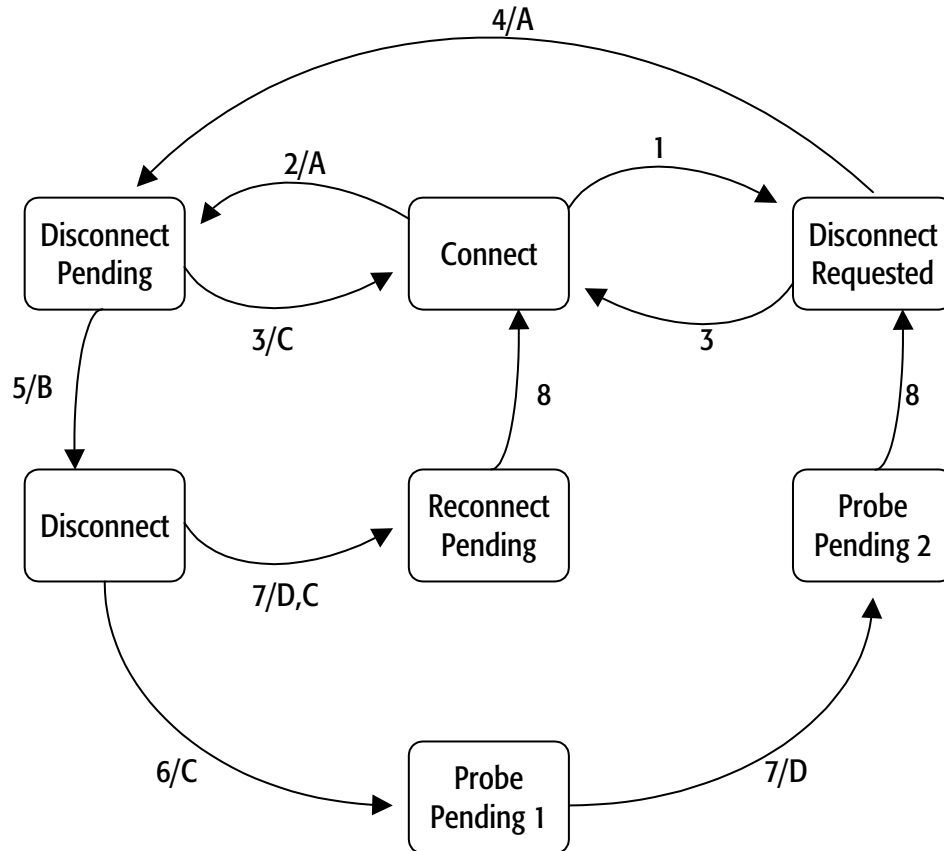 4/A
2/A
1
Disconnect
Pending
Connect
Disconnect
Requested
3/C
3
5/B
8
8
Disconnect
Reconnect
Pending
Probe
Pending 2
7/D,C
6/C
Probe
Pending 1
7/D